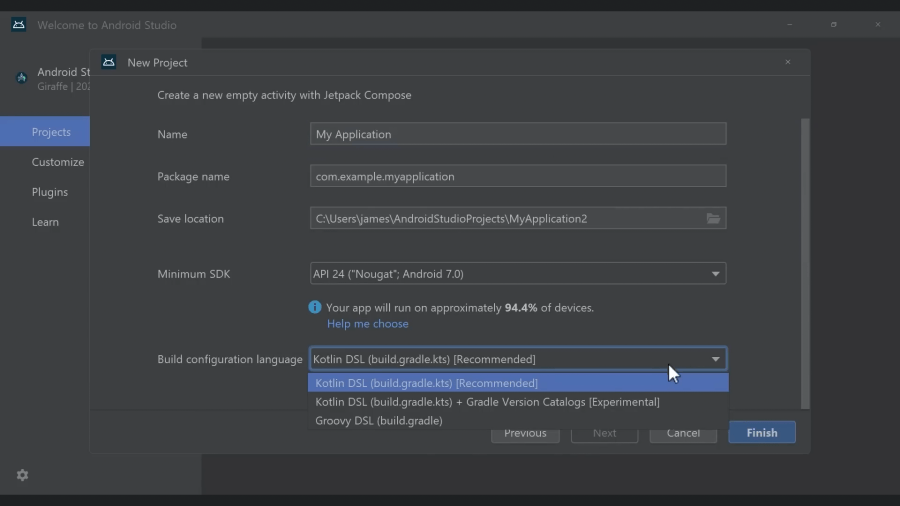 Welcome to Android Studio
New Project
Android St
Giraffe | 202
Create a new empty activity with Jetpack Compose
Projects
Customize
Plugins
Learn
Name
My Application
Package name
com.example.myapplication
Save location
C:\Users\james\AndroidStudioProjects\MyApplication2
Minimum SDK
API 24 ("Nougat"; Android 7.0)
Your app will run on approximately 94.4% of devices.
Help me choose
Build configuration language
Kotlin DSL (build.gradle.kts) [Recommended]
Kotlin DSL (build.gradle.kts) [Recommended]
Kotlin DSL (build.gradle.kts) + Gradle Version Catalogs [Experimental]
Groovy DSL (build.gradle)
Previous
Next
Cancel
Finish